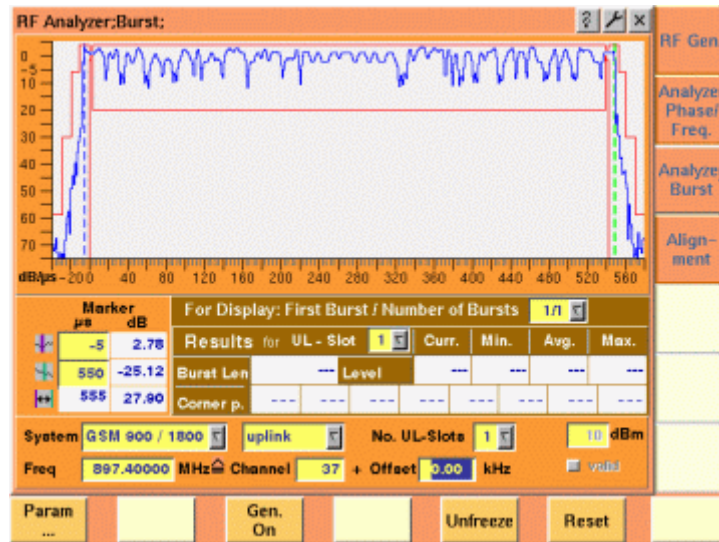 RF Analyzer;Burst;
? ×
RF Gen
Analyze
Phase/
Freq.
Analyze
Burst
Align-
ment
0
-5
10
20
30
40
50
60
70
dB/µs -20 0 40 80 120 160 200 240 280 320 360 400 440 480 520 560
Marker
µs dB
-5 2.78
550 -25.12
555 27.90
For Display: First Burst / Number of Bursts 1/1
Results for UL - Slot 1 Curr. Min. Avg. Max.
Burst Len --- Level --- --- --- ---
Corner p. --- --- --- --- --- --- --- ---
System GSM 900 / 1800 uplink No. UL-Slots 1 10 dBm
Freq 897.40000 MHz ≙ Channel 37 + Offset 0.00 kHz valid
Param
...
Gen.
On
Unfreeze
Reset